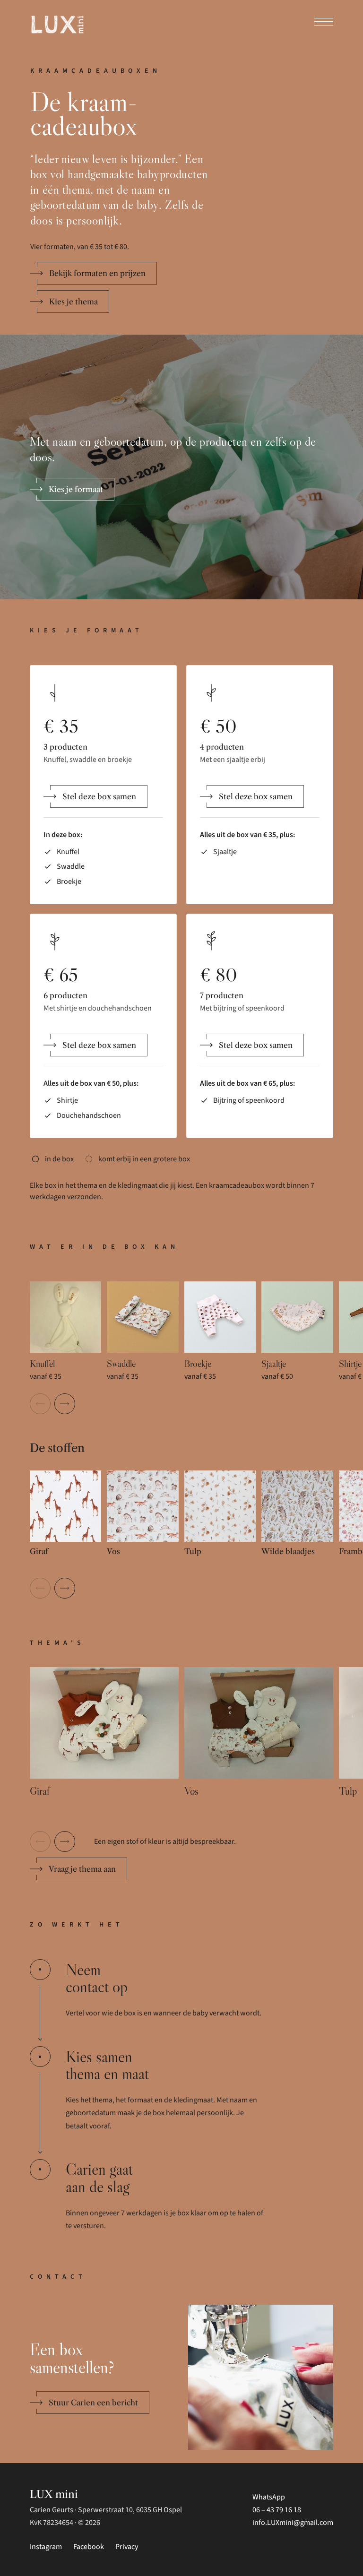 LUX mini
KRAAMCADEAUBOXEN
De kraam-
cadeaubox
“Ieder nieuw leven is bijzonder.” Een
box vol handgemaakte babyproducten
in één thema, met de naam en
geboortedatum van de baby. Zelfs de
doos is persoonlijk.
Vier formaten, van € 35 tot € 80.
Bekijk formaten en prijzen
Kies je thema
Met naam en geboortedatum, op de producten en zelfs op de
doos.
07-01-2022
Kies je formaat
KIES JE FORMAAT
€ 35
3 producten
Knuffel, swaddle en broekje
Stel deze box samen
In deze box:
Knuffel
Swaddle
Broekje
€ 50
4 producten
Met een sjaaltje erbij
Stel deze box samen
Alles uit de box van € 35, plus:
Sjaaltje
€ 65
6 producten
Met shirtje en douchehandschoen
Stel deze box samen
Alles uit de box van € 50, plus:
Shirtje
Douchehandschoen
€ 80
7 producten
Met bijtring of speenkoord
Stel deze box samen
Alles uit de box van € 65, plus:
Bijtring of speenkoord
in de box komt erbij in een grotere box
Elke box in het thema en de kledingmaat die jij kiest. Een kraamcadeaubox wordt binnen 7
werkdagen verzonden.
WAT ER IN DE BOX KAN
Knuffel
vanaf € 35
Swaddle
vanaf € 35
Broekje
vanaf € 35
Sjaaltje
vanaf € 50
Shirtje
vanaf €
De stoffen
Giraf
Vos
Tulp
Wilde blaadjes
Framb
THEMA'S
Giraf
Vos
Tulp
Een eigen stof of kleur is altijd bespreekbaar.
Vraag je thema aan
ZO WERKT HET
Neem
contact op
Vertel voor wie de box is en wanneer de baby verwacht wordt.
Kies samen
thema en maat
Kies het thema, het formaat en de kledingmaat. Met naam en
geboortedatum maak je de box helemaal persoonlijk. Je
betaalt vooraf.
Carien gaat
aan de slag
Binnen ongeveer 7 werkdagen is je box klaar om op te halen of
te versturen.
CONTACT
Een box
samenstellen?
Stuur Carien een bericht
LUX
LUX mini
Carien Geurts · Sperwerstraat 10, 6035 GH Ospel
KvK 78234654 · © 2026
WhatsApp
06 – 43 79 16 18
info.LUXmini@gmail.com
Instagram Facebook Privacy